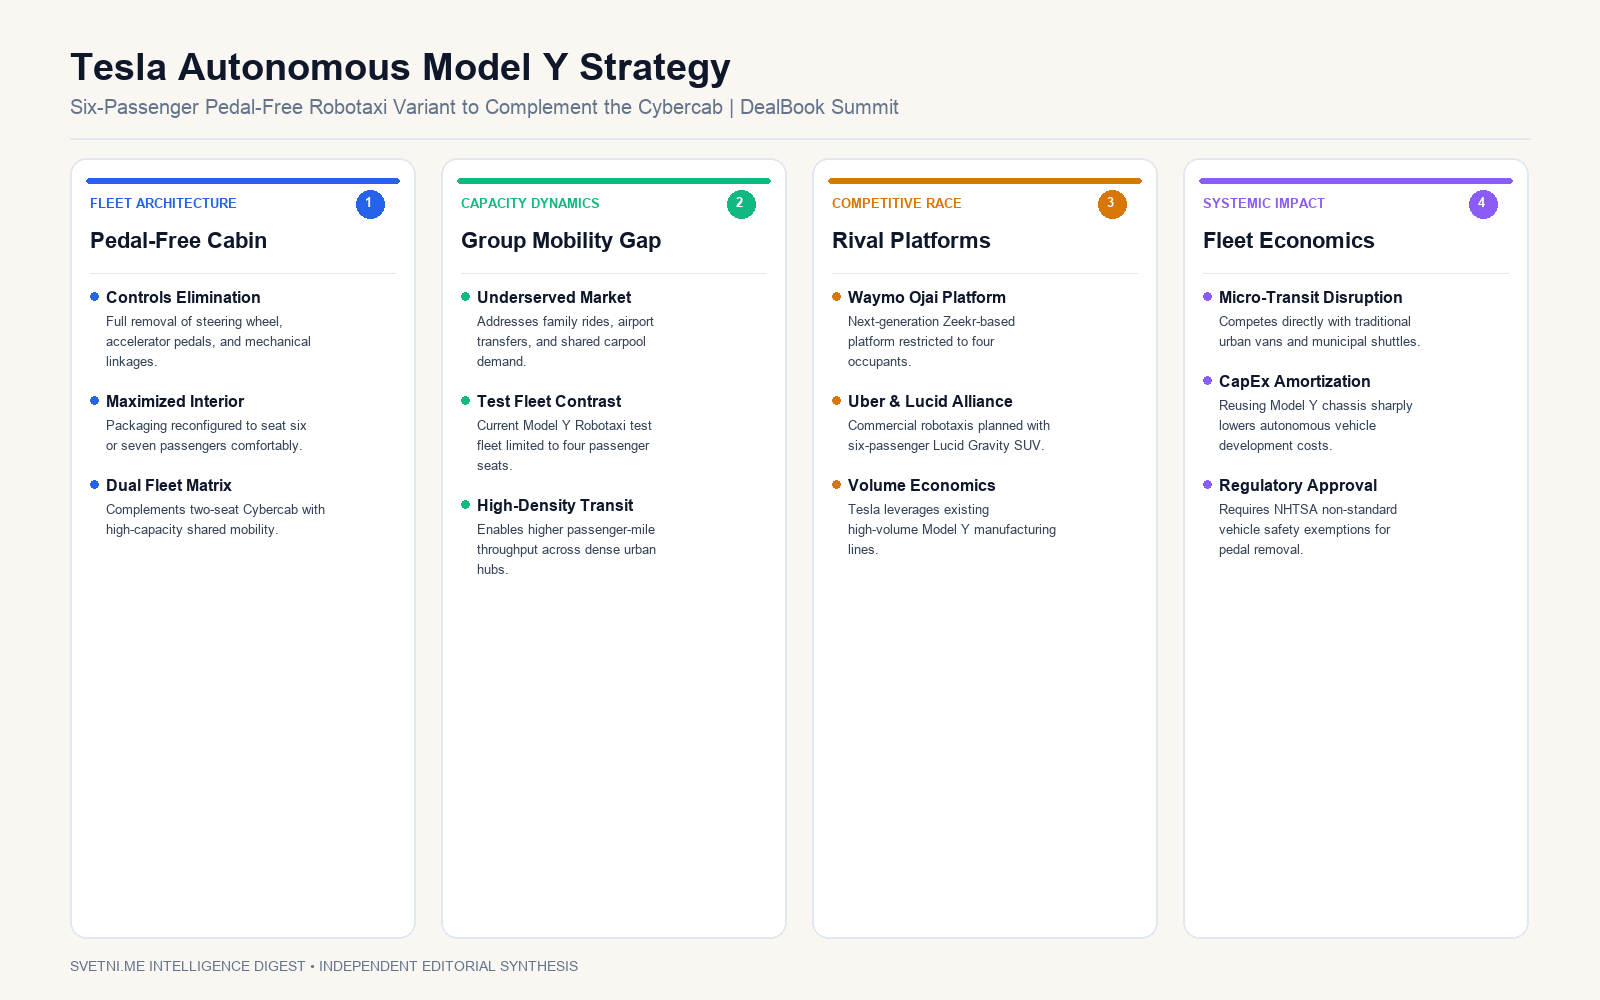 Tesla Autonomous Model Y Strategy
Six-Passenger Pedal-Free Robotaxi Variant to Complement the Cybercab | DealBook Summit
FLEET ARCHITECTURE
1
Pedal-Free Cabin
Controls Elimination
Full removal of steering wheel,
accelerator pedals, and mechanical
linkages.
Maximized Interior
Packaging reconfigured to seat six
or seven passengers comfortably.
Dual Fleet Matrix
Complements two-seat Cybercab with
high-capacity shared mobility.
CAPACITY DYNAMICS
2
Group Mobility Gap
Underserved Market
Addresses family rides, airport
transfers, and shared carpool
demand.
Test Fleet Contrast
Current Model Y Robotaxi test
fleet limited to four passenger
seats.
High-Density Transit
Enables higher passenger-mile
throughput across dense urban
hubs.
COMPETITIVE RACE
3
Rival Platforms
Waymo Ojai Platform
Next-generation Zeekr-based
platform restricted to four
occupants.
Uber & Lucid Alliance
Commercial robotaxis planned with
six-passenger Lucid Gravity SUV.
Volume Economics
Tesla leverages existing
high-volume Model Y manufacturing
lines.
SYSTEMIC IMPACT
4
Fleet Economics
Micro-Transit Disruption
Competes directly with traditional
urban vans and municipal shuttles.
CapEx Amortization
Reusing Model Y chassis sharply
lowers autonomous vehicle
development costs.
Regulatory Approval
Requires NHTSA non-standard
vehicle safety exemptions for
pedal removal.
SVETNI.ME INTELLIGENCE DIGEST • INDEPENDENT EDITORIAL SYNTHESIS